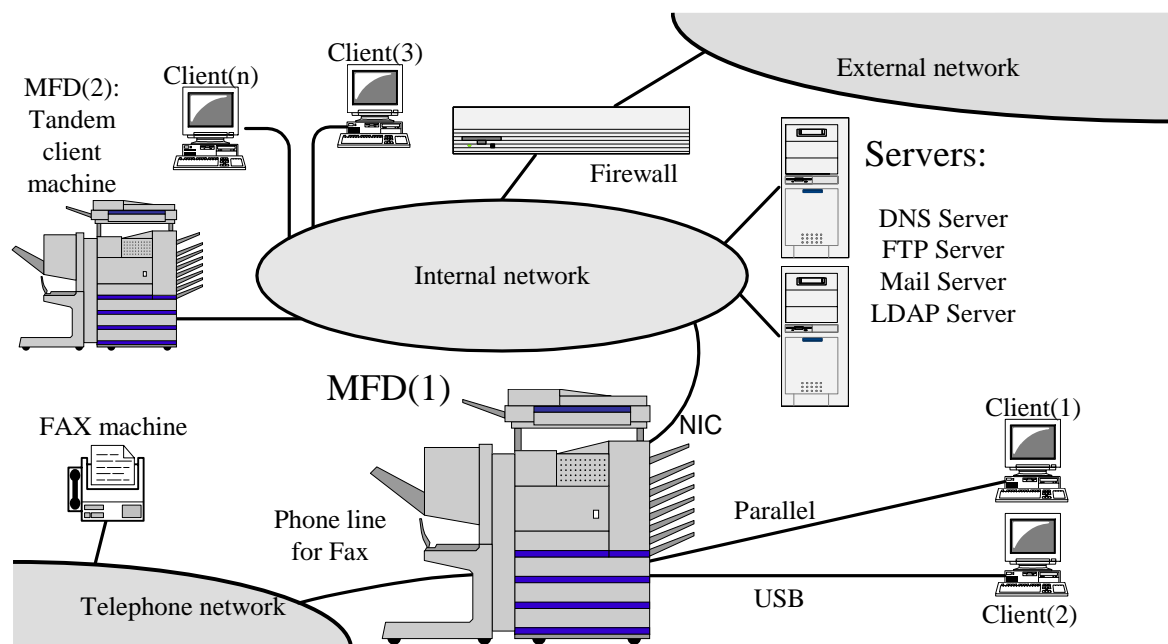 Client(3)
Client(n)
External network
MFD(2):
Tandem
client
machine
Firewall
Servers:
DNS Server
FTP Server
Mail Server
LDAP Server
Internal network
MFD(1)
NIC
Client(1)
FAX machine
Parallel
Phone line
for Fax
USB
Client(2)
Telephone network